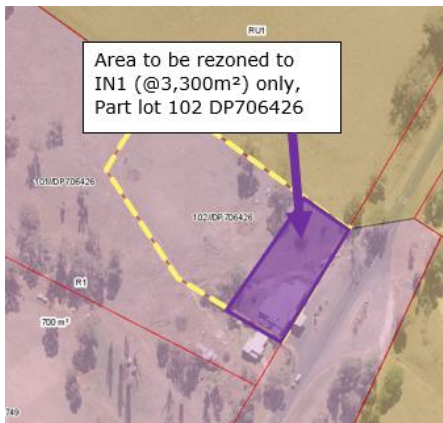 RU1
Area to be rezoned to
IN1 (@3,300m²) only,
Part lot 102 DP706426
101//DP706426
102//DP706426
R1
700 m²
749